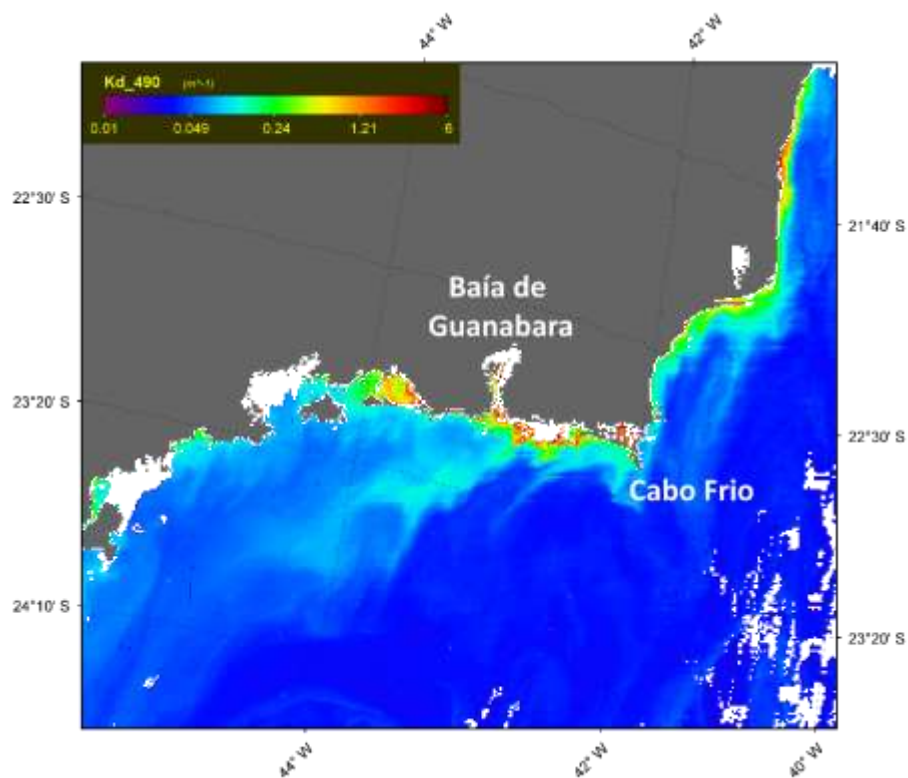 44° W
42° W
Kd_490 (m^-1)
0.01 0.049 0.24 1.21 6
22°30' S
21°40' S
Baía de
Guanabara
23°20' S
22°30' S
Cabo Frio
24°10' S
23°20' S
44° W
42° W
40° W